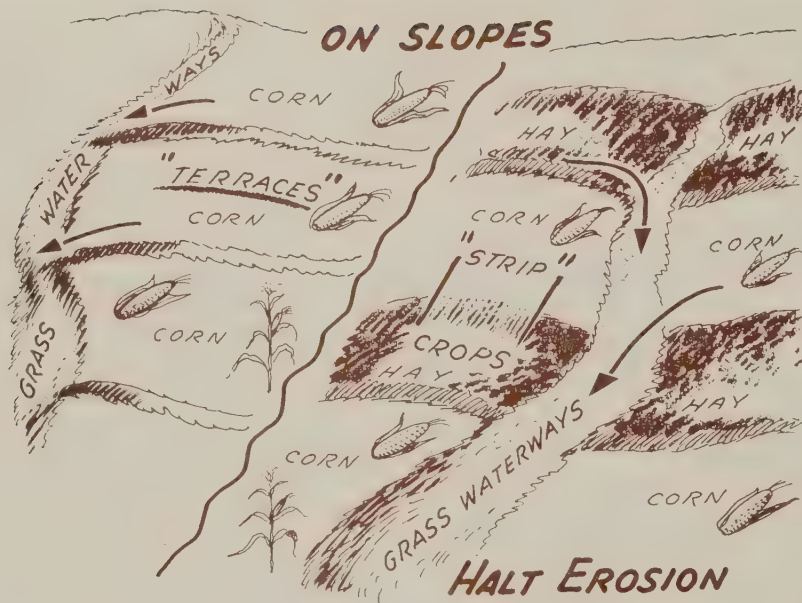 ON SLOPES
WAYS
CORN
WATER
"TERRACES"
CORN
CORN
GRASS
HAY
HAY
CORN
CORN
"STRIP"
CROPS
HAY
HAY
CORN
CORN
GRASS WATERWAYS
HALT EROSION